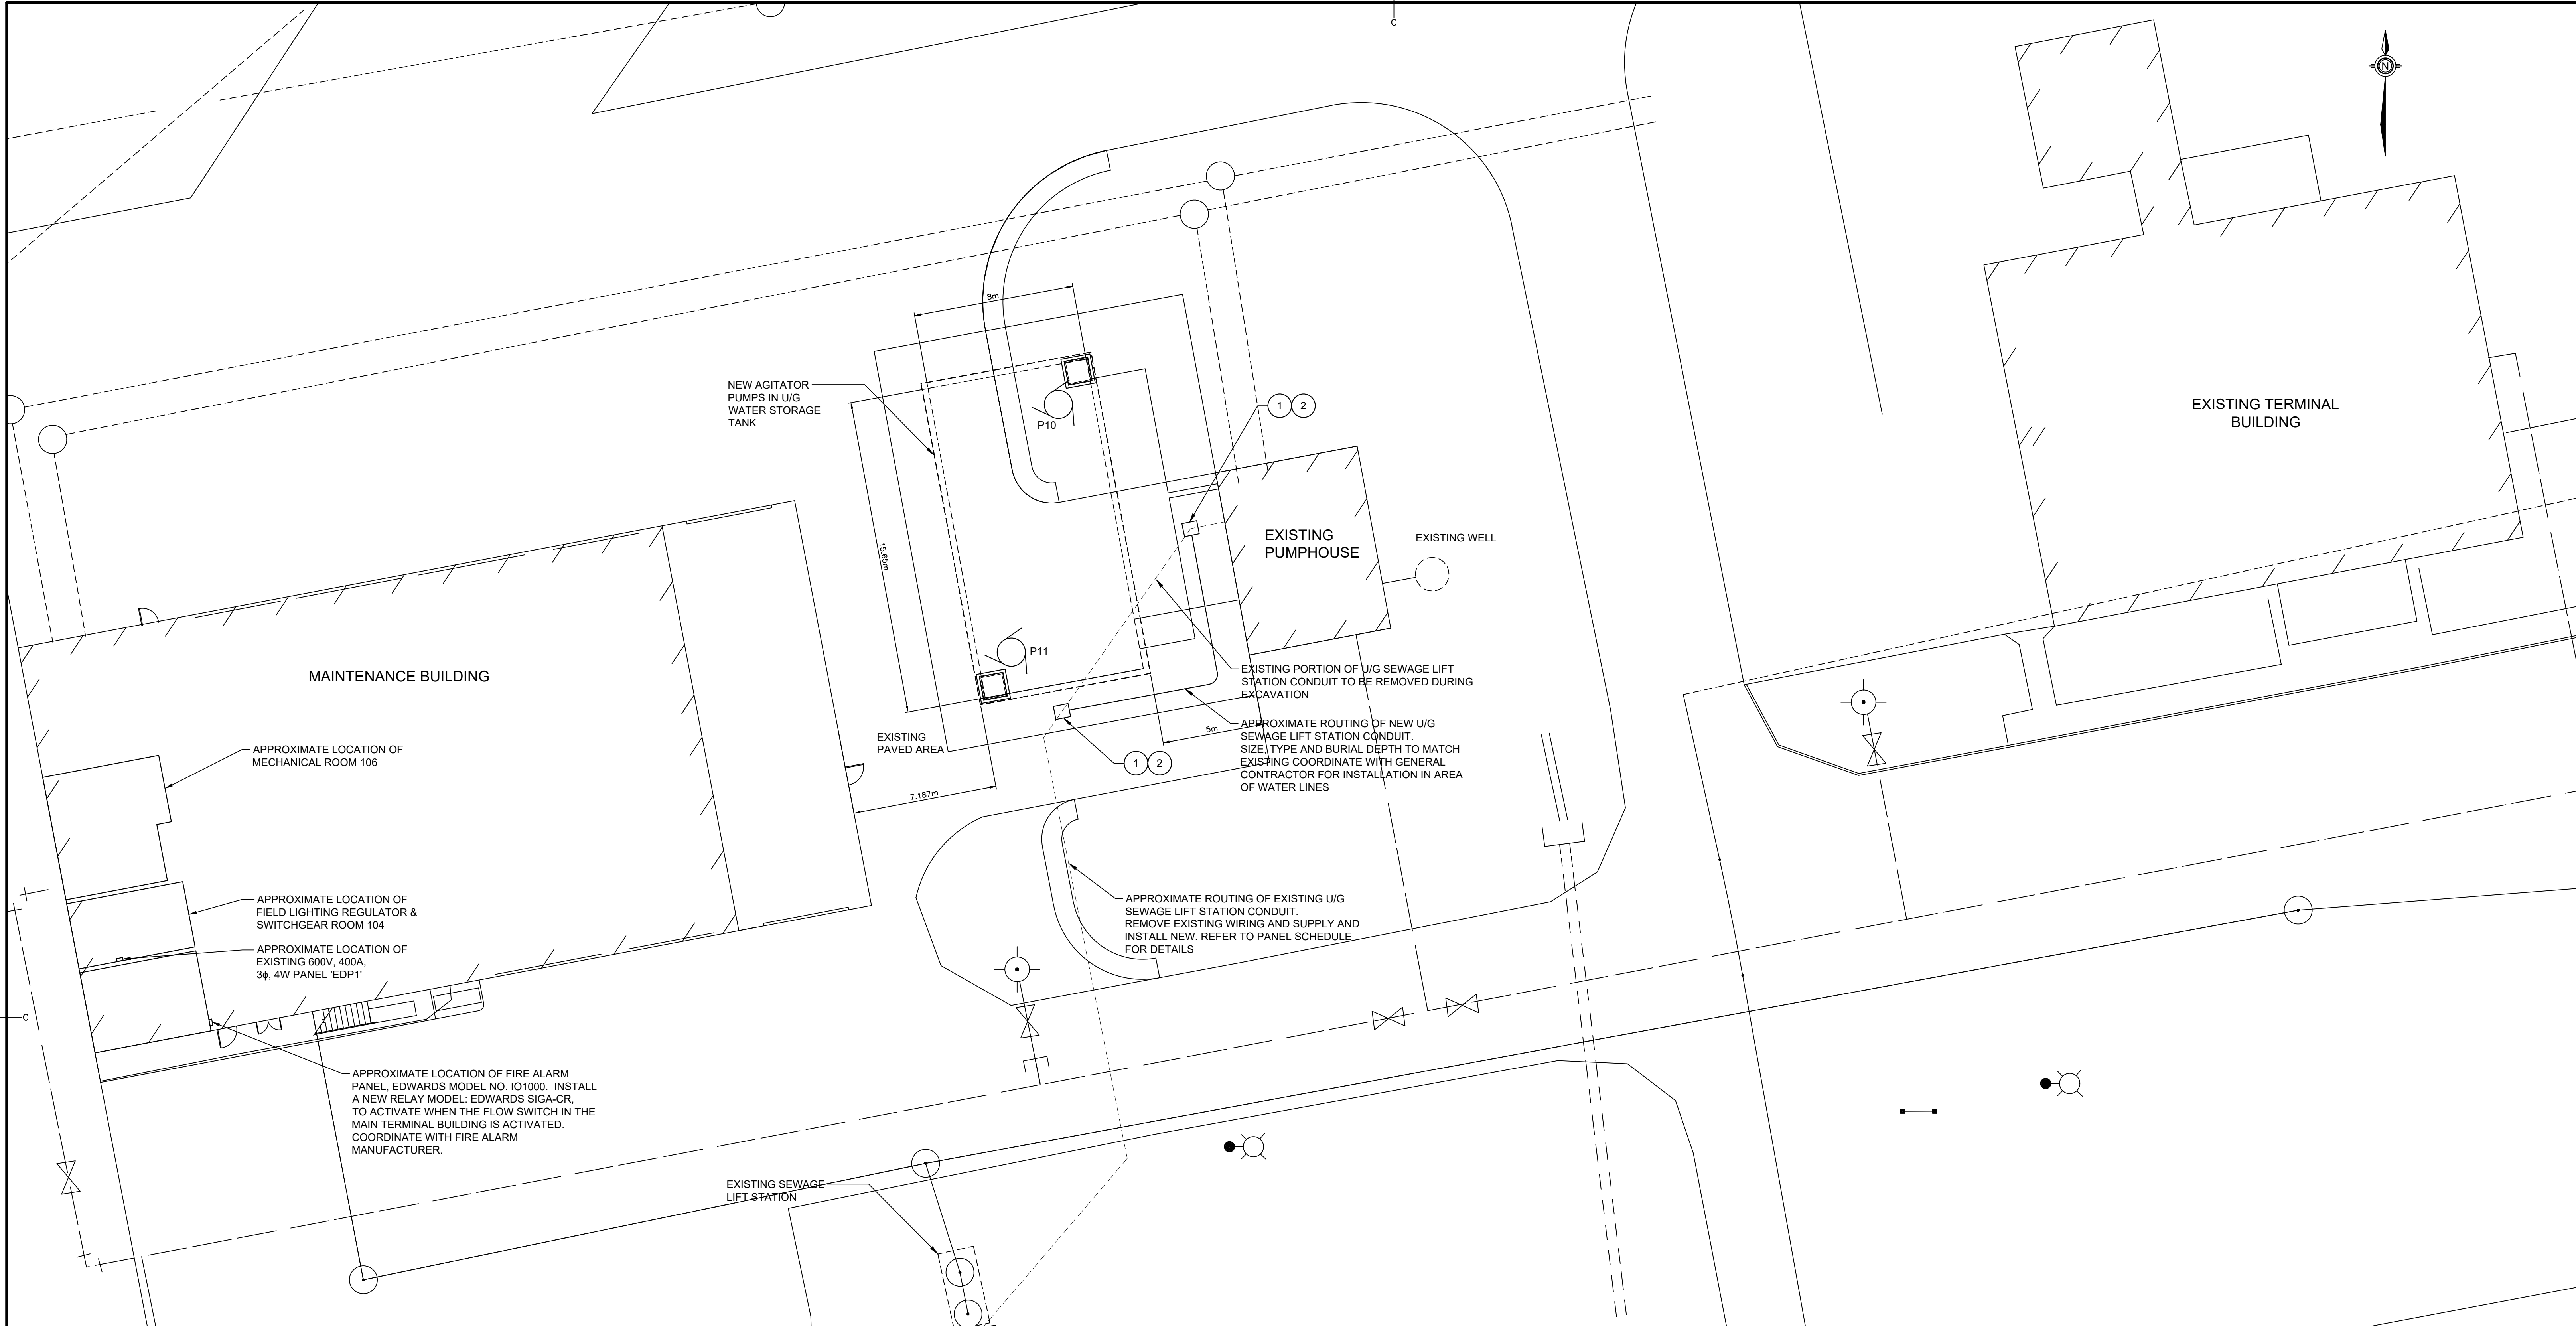 C
N
8m
NEW AGITATOR
PUMPS IN U/G
WATER STORAGE
TANK
P10
1 2
EXISTING TERMINAL
BUILDING
15.65m
EXISTING
PUMPHOUSE
EXISTING WELL
P11
MAINTENANCE BUILDING
EXISTING PORTION OF U/G SEWAGE LIFT
STATION CONDUIT TO BE REMOVED DURING
EXCAVATION
APPROXIMATE ROUTING OF NEW U/G
SEWAGE LIFT STATION CONDUIT.
SIZE, TYPE AND BURIAL DEPTH TO MATCH
EXISTING COORDINATE WITH GENERAL
CONTRACTOR FOR INSTALLATION IN AREA
OF WATER LINES
5m
EXISTING
PAVED AREA
1 2
7.187m
APPROXIMATE LOCATION OF
MECHANICAL ROOM 106
APPROXIMATE LOCATION OF
FIELD LIGHTING REGULATOR &
SWITCHGEAR ROOM 104
APPROXIMATE LOCATION OF
EXISTING 600V, 400A,
3ϕ, 4W PANEL 'EDP1'
APPROXIMATE ROUTING OF EXISTING U/G
SEWAGE LIFT STATION CONDUIT.
REMOVE EXISTING WIRING AND SUPPLY AND
INSTALL NEW. REFER TO PANEL SCHEDULE
FOR DETAILS
C
APPROXIMATE LOCATION OF FIRE ALARM
PANEL, EDWARDS MODEL NO. IO1000. INSTALL
A NEW RELAY MODEL: EDWARDS SIGA-CR,
TO ACTIVATE WHEN THE FLOW SWITCH IN THE
MAIN TERMINAL BUILDING IS ACTIVATED.
COORDINATE WITH FIRE ALARM
MANUFACTURER.
EXISTING SEWAGE
LIFT STATION